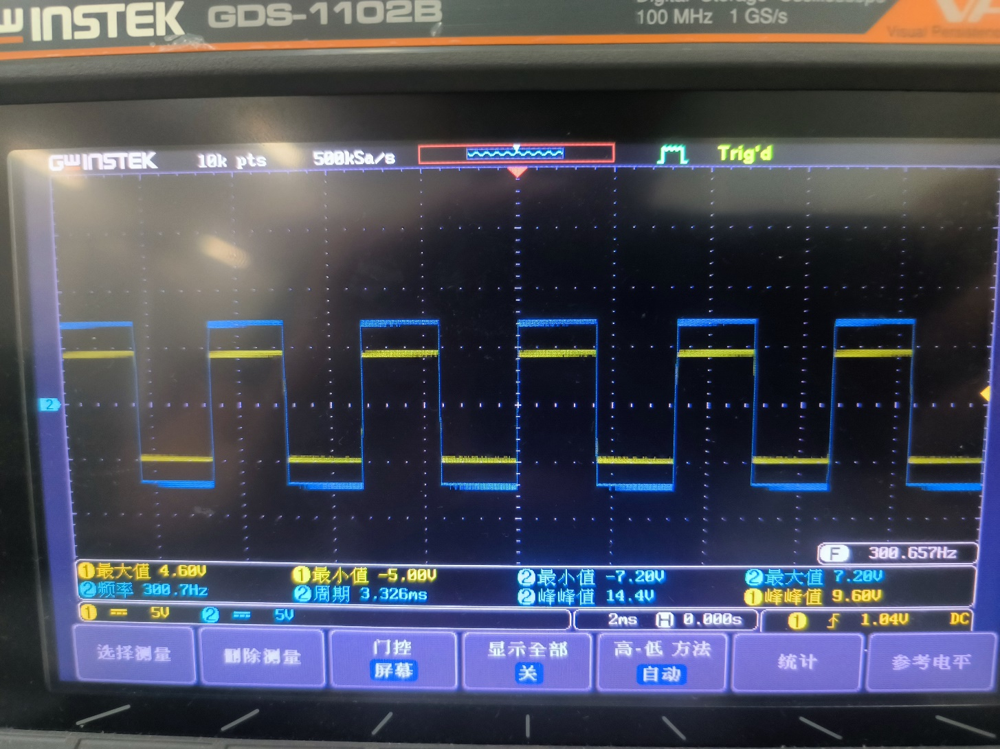 INSTEK GDS-1102B
100 MHz 1 GS/s
GWINSTEK 10k pts 500kSa/s Trig'd
2
F 300.657Hz
1最大值 4.60V 1最小值 -5.00V 2最小值 -7.20V 2最大值 7.20V
2频率 300.7Hz 2周期 3.326ms 2峰峰值 14.4V 1峰峰值 9.60V
1 5V 2 5V 2ms H 0.000s 1 1.04V DC
选择测量 删除测量 门控 屏幕 显示全部 关 高-低 方法 自动 统计 参考电平